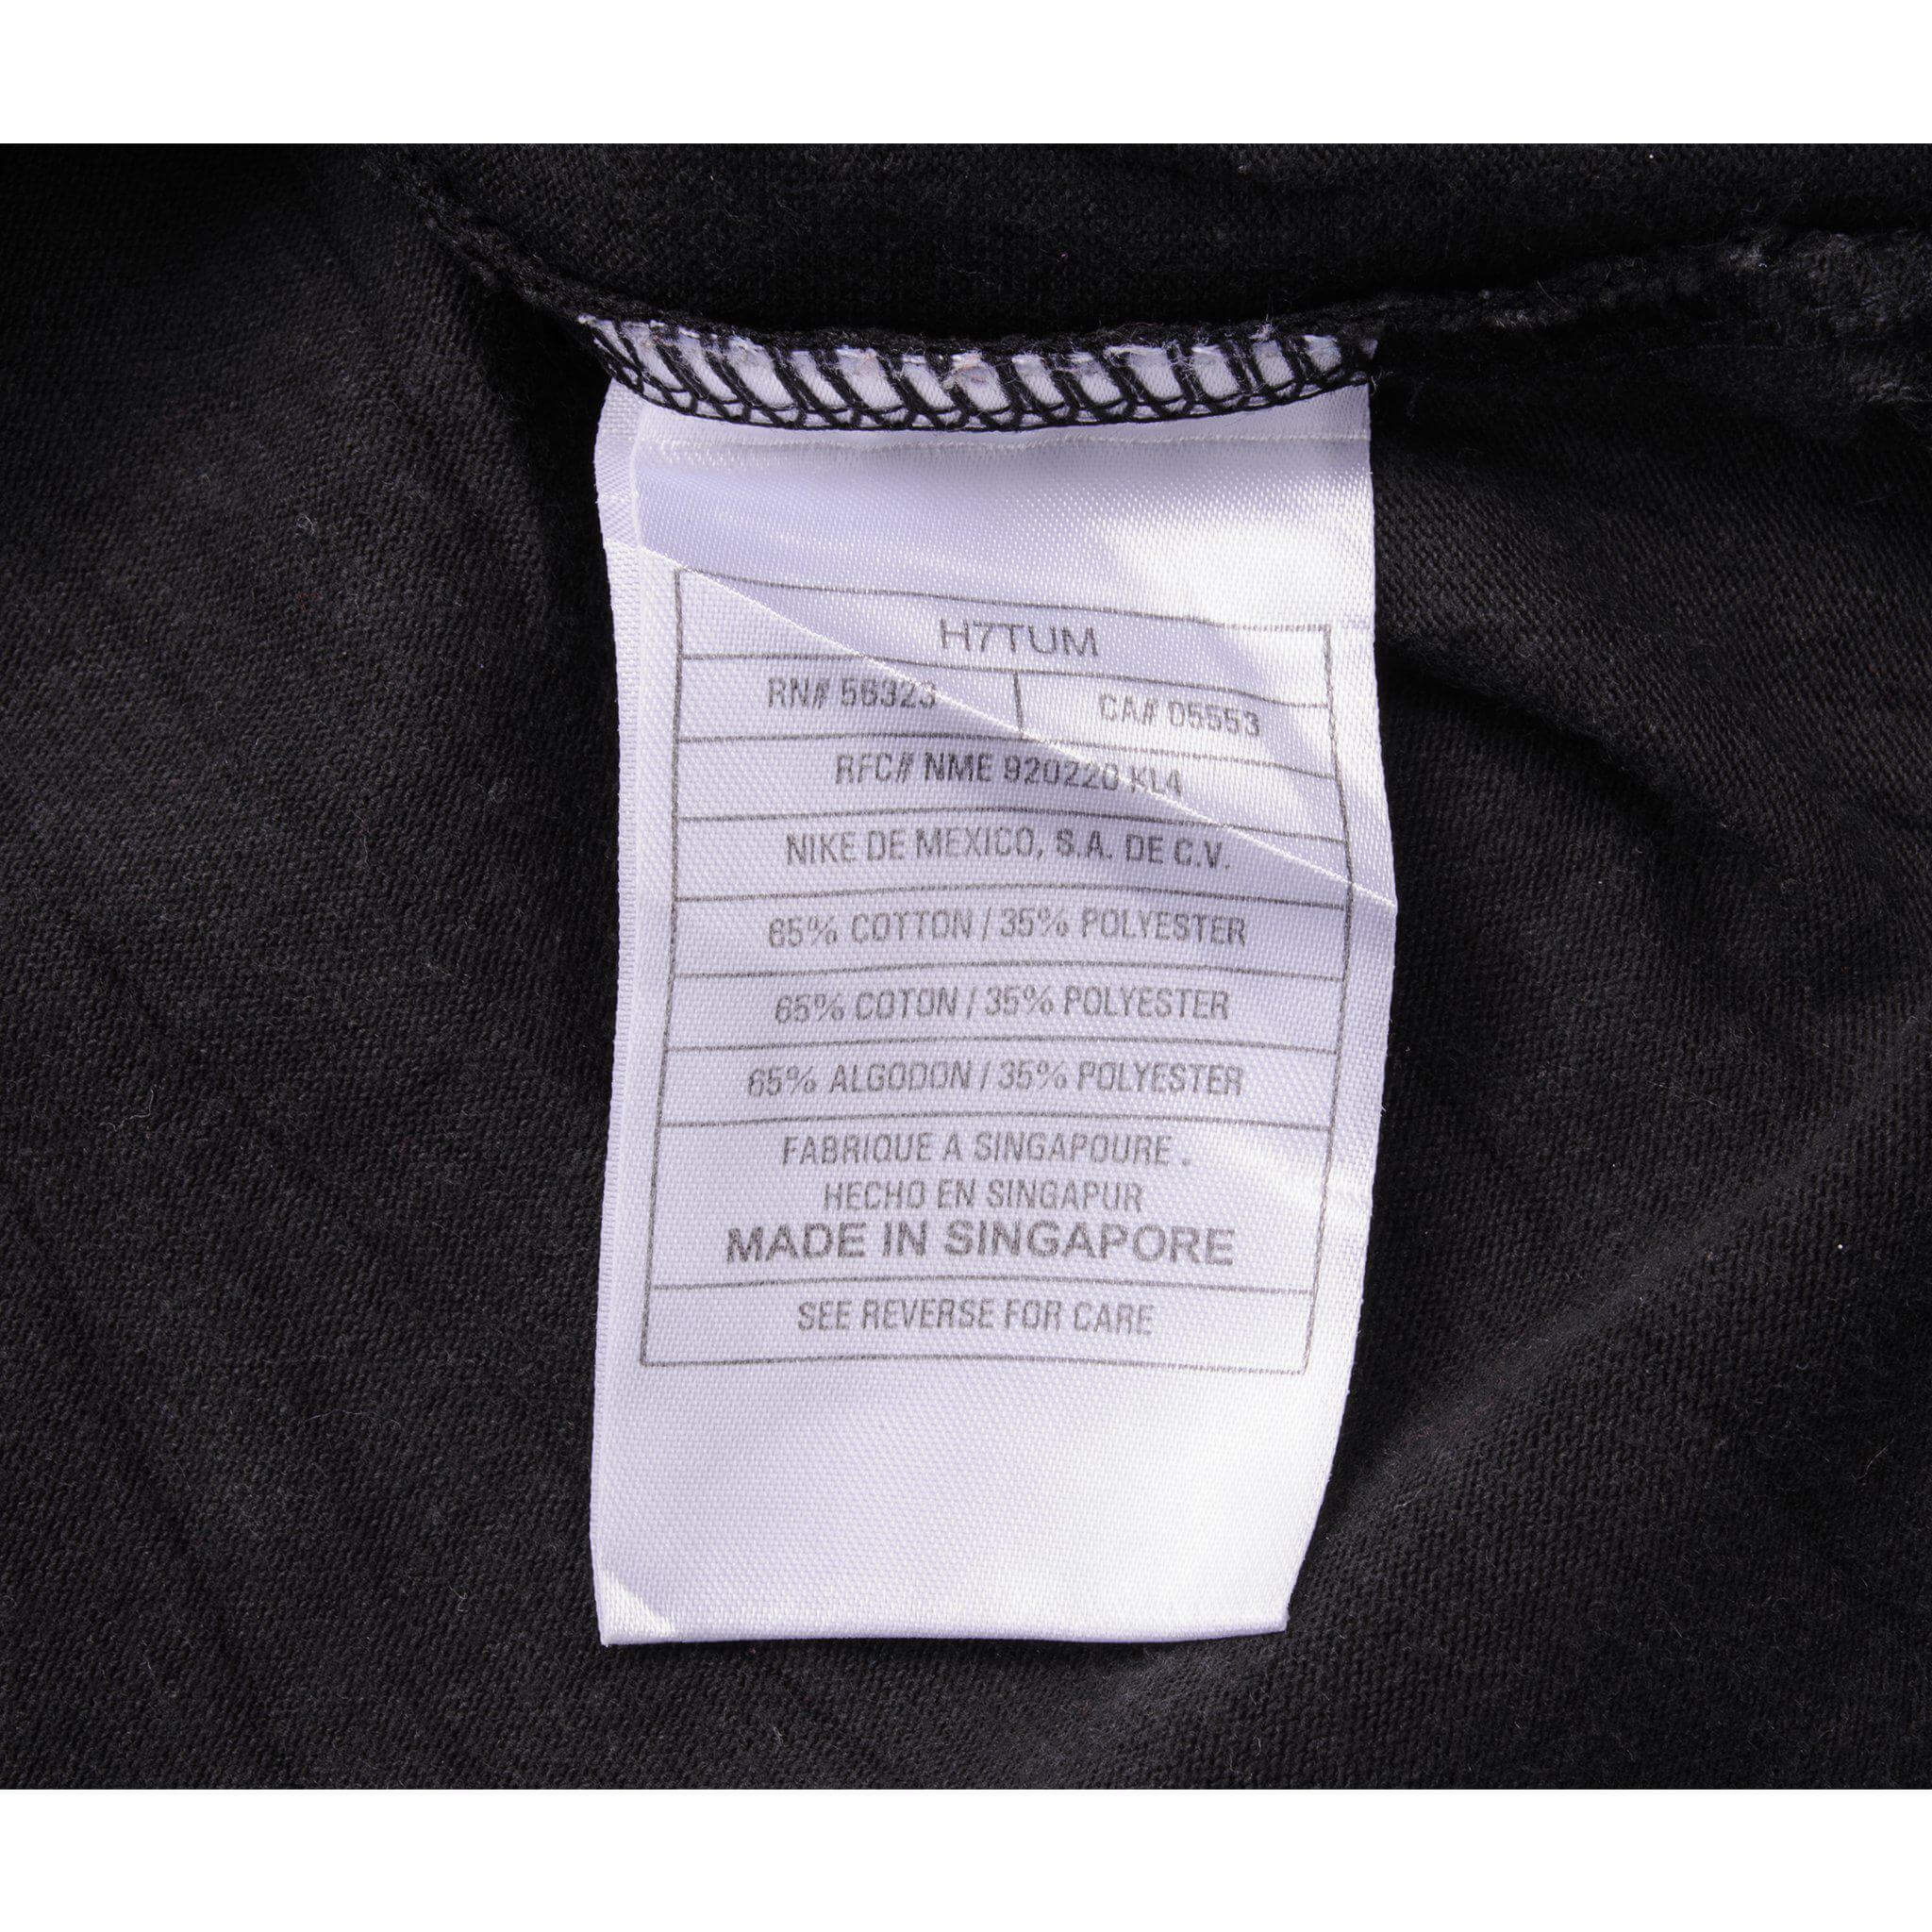 H7TUM
RN# 56323 CA# 05553
RFC# NME 920220 KL4
NIKE DE MEXICO, S.A. DE C.V.
65% COTTON / 35% POLYESTER
65% COTON / 35% POLYESTER
65% ALGODON / 35% POLYESTER
FABRIQUE A SINGAPOURE .
HECHO EN SINGAPUR
MADE IN SINGAPORE
SEE REVERSE FOR CARE